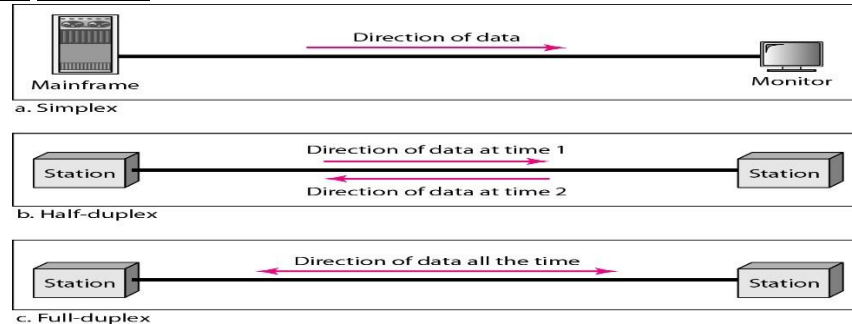 Direction of data
Mainframe
Monitor
a. Simplex
Direction of data at time 1
Station
Station
Direction of data at time 2
b. Half-duplex
Direction of data all the time
Station
Station
c. Full-duplex